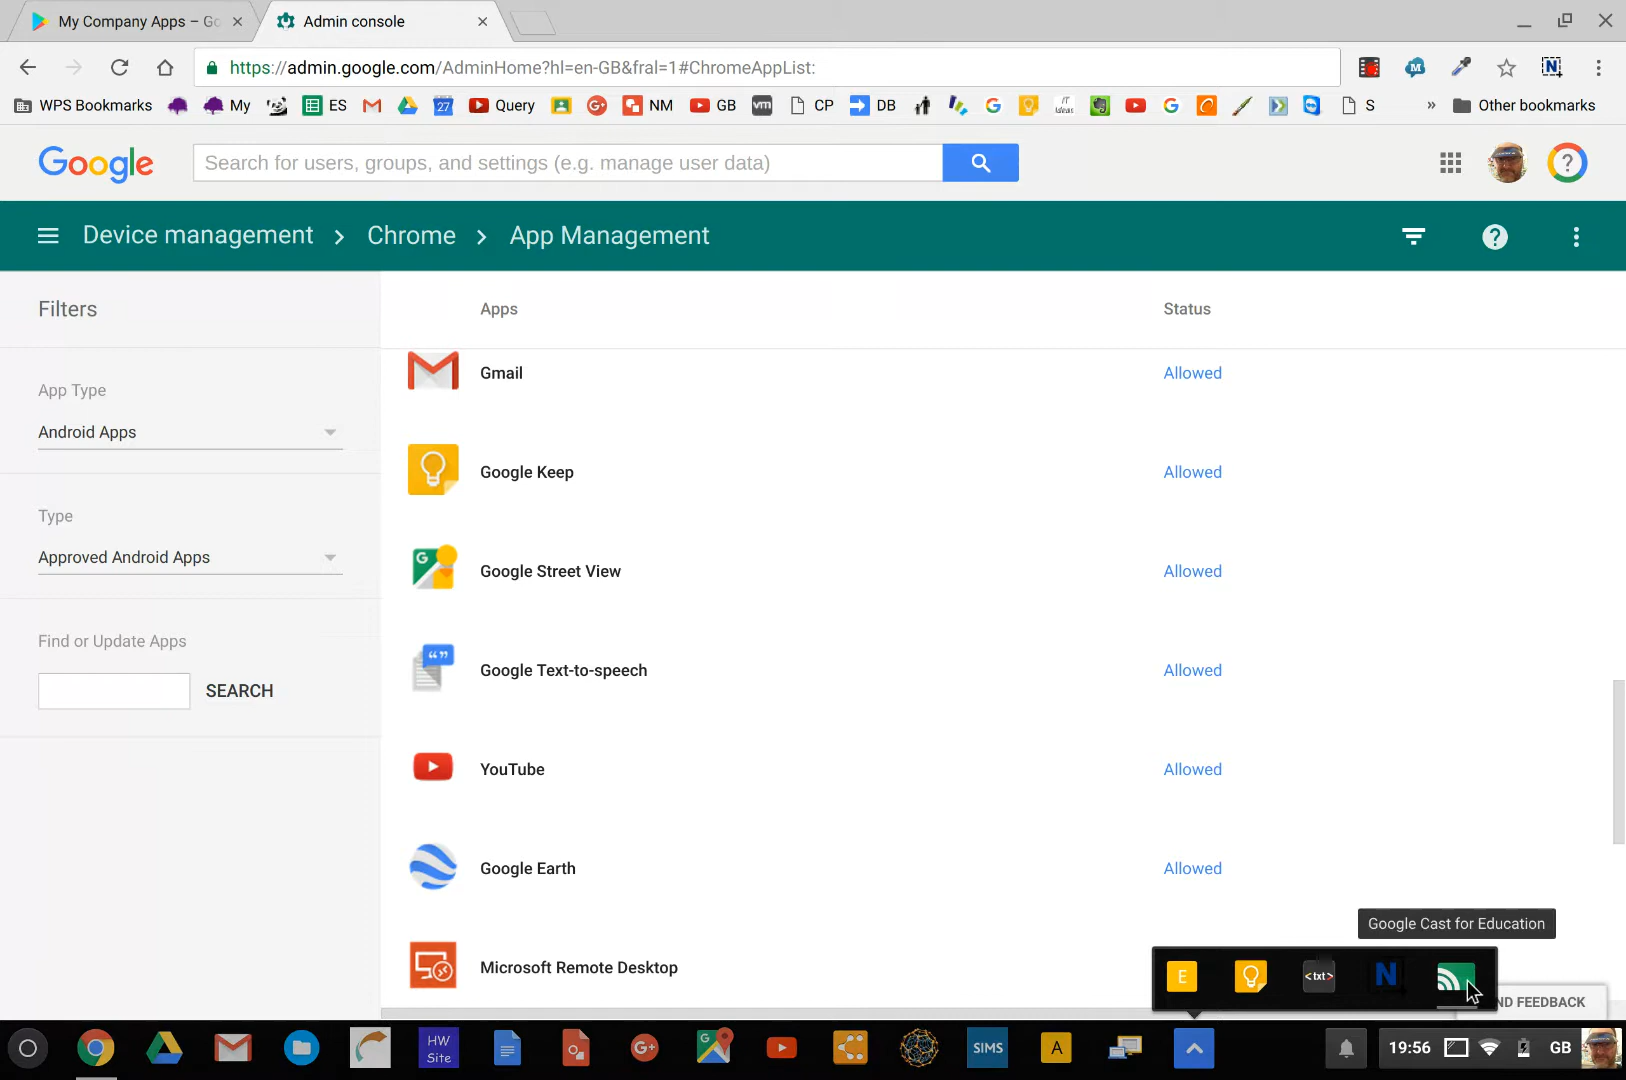 My Company Apps – Go
Admin console
https://admin.google.com/AdminHome?hl=en-GB&fral=1#ChromeAppList:
M
N
WPS Bookmarks
My
ES
27
Query
NM
GB
vm
CP
DB
IT
Ideas
S
»
Other bookmarks
Google
Search for users, groups, and settings (e.g. manage user data)
?
Device management > Chrome > App Management
?
Filters
Apps
Status
App Type
Android Apps
Type
Approved Android Apps
Find or Update Apps
SEARCH
Gmail
Allowed
Google Keep
Allowed
G
Google Street View
Allowed
Google Text-to-speech
Allowed
YouTube
Allowed
Google Earth
Allowed
Microsoft Remote Desktop
Google Cast for Education
E
<txt>
N
ND FEEDBACK
HW
Site
G+
SIMS
A
19:56
GB